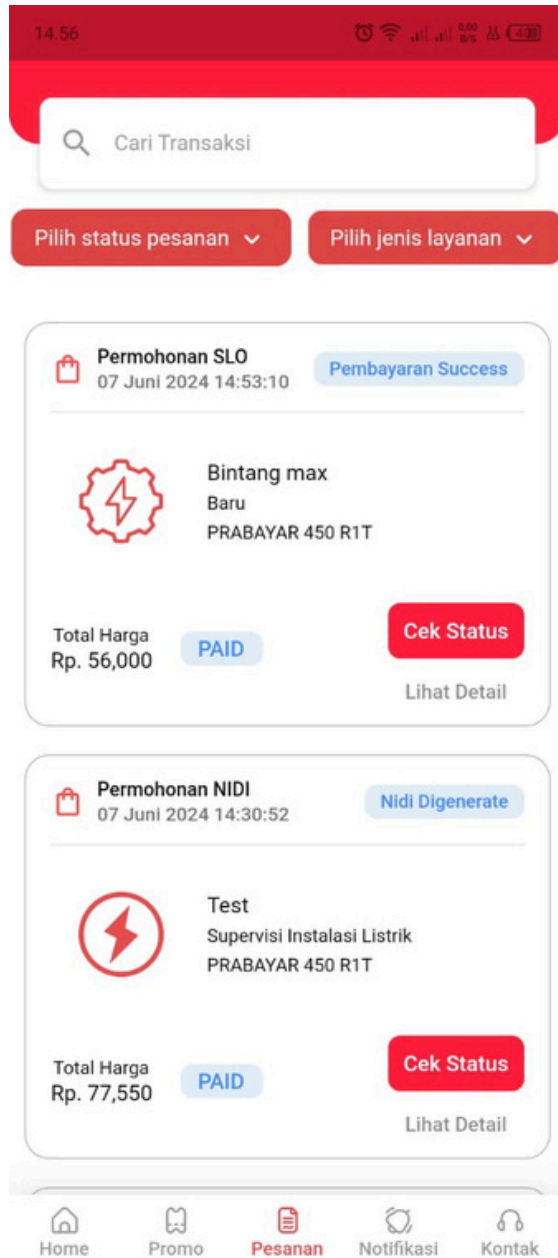 14.56
0,00
B/S
Cari Transaksi
Pilih status pesanan
Pilih jenis layanan
Permohonan SLO
07 Juni 2024 14:53:10
Pembayaran Success
Bintang max
Baru
PRABAYAR 450 R1T
Total Harga
Rp. 56,000
PAID
Cek Status
Lihat Detail
Permohonan NIDI
07 Juni 2024 14:30:52
Nidi Digenerate
Test
Supervisi Instalasi Listrik
PRABAYAR 450 R1T
Total Harga
Rp. 77,550
PAID
Cek Status
Lihat Detail
Home
Promo
Pesanan
Notifikasi
Kontak